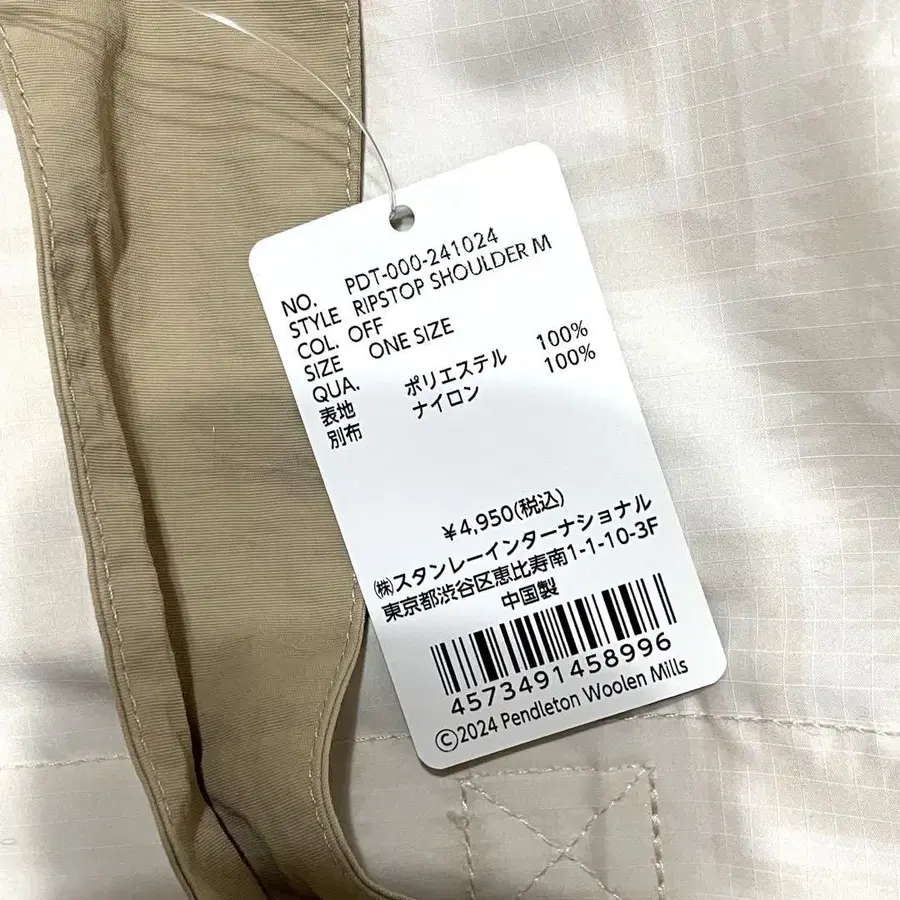 NO. PDT-000-241024
STYLE RIPSTOP SHOULDER M
COL. OFF
SIZE ONE SIZE
QUA.
表地 ポリエステル 100%
別布 ナイロン 100%
¥4,950(税込)
㈱スタンレーインターナショナル
東京都渋谷区恵比寿南1-1-10-3F
中国製
4573491458996
©2024 Pendleton Woolen Mills